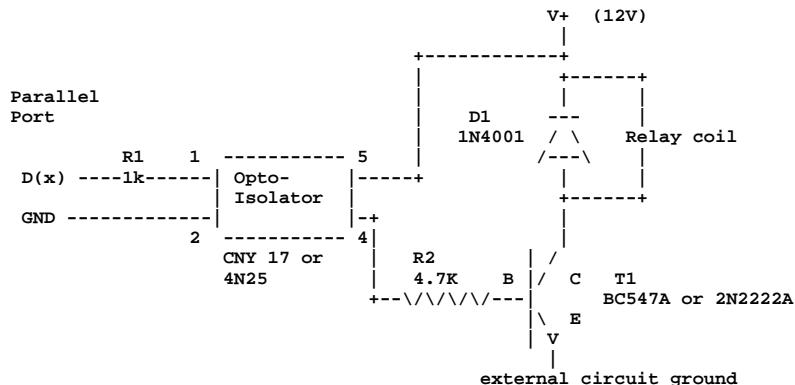 V+ (12V)
Parallel
Port
D1
1N4001
Relay coil
R1 1 5
D(x) 1k Opto-
Isolator
GND
2 4
CNY 17 or
4N25
R2
4.7K B C T1
BC547A or 2N2222A
E
external circuit ground